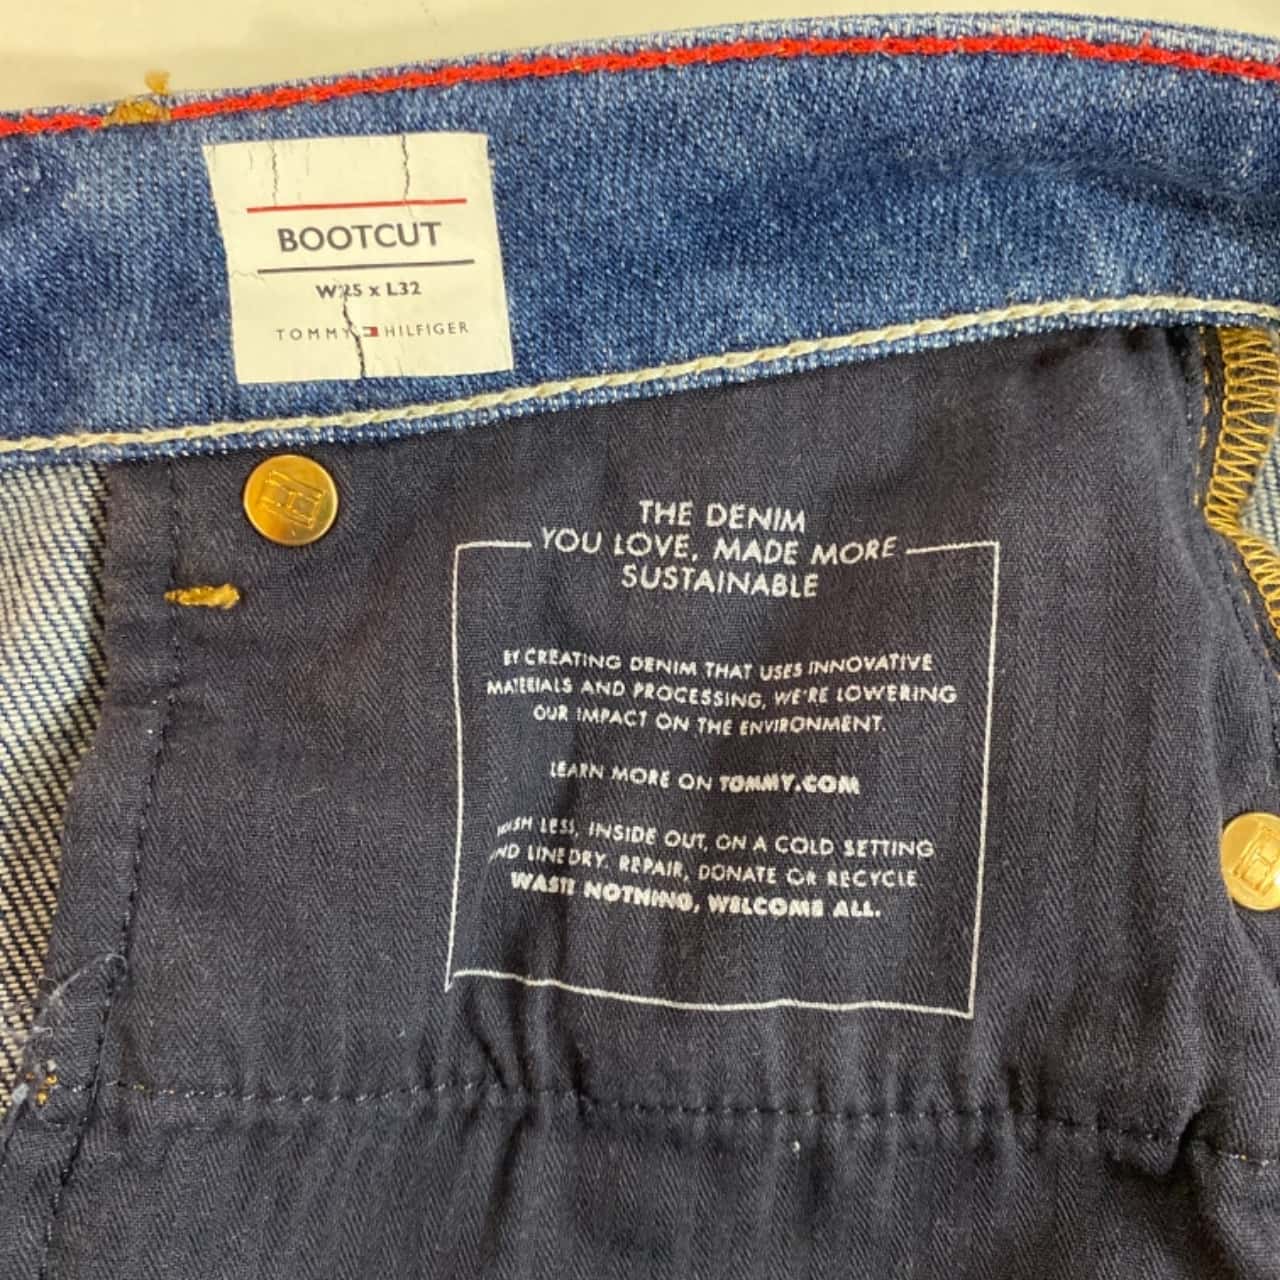 BOOTCUT
W25 x L32
TOMMY HILFIGER
THE DENIM
YOU LOVE, MADE MORE
SUSTAINABLE
BY CREATING DENIM THAT USES INNOVATIVE
MATERIALS AND PROCESSING, WE'RE LOWERING
OUR IMPACT ON THE ENVIRONMENT.
LEARN MORE ON TOMMY.COM
WASH LESS, INSIDE OUT, ON A COLD SETTING
AND LINE DRY. REPAIR, DONATE OR RECYCLE
WASTE NOTHING, WELCOME ALL.